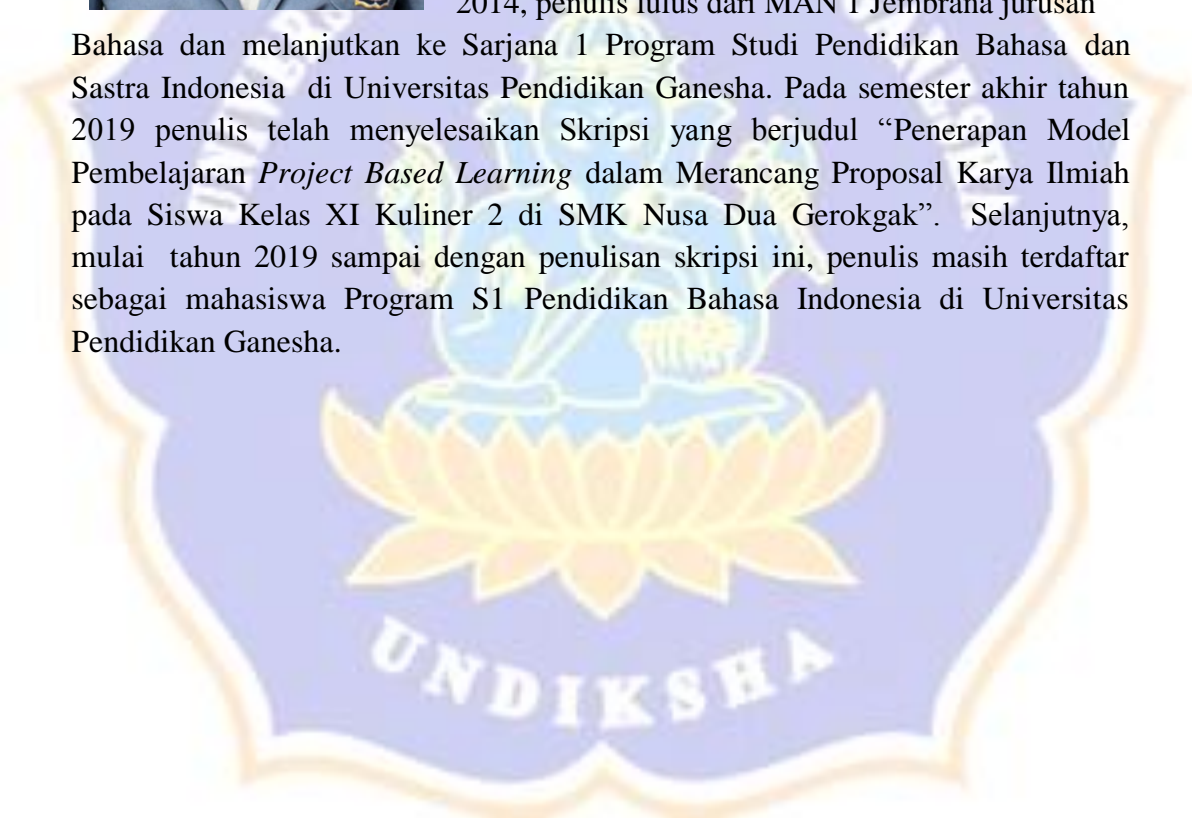 2014, penulis lulus dari MAN 1 Jembrana jurusan
Bahasa dan melanjutkan ke Sarjana 1 Program Studi Pendidikan Bahasa dan
Sastra Indonesia di Universitas Pendidikan Ganesha. Pada semester akhir tahun
2019 penulis telah menyelesaikan Skripsi yang berjudul “Penerapan Model
Pembelajaran Project Based Learning dalam Merancang Proposal Karya Ilmiah
pada Siswa Kelas XI Kuliner 2 di SMK Nusa Dua Gerokgak”. Selanjutnya,
mulai tahun 2019 sampai dengan penulisan skripsi ini, penulis masih terdaftar
sebagai mahasiswa Program S1 Pendidikan Bahasa Indonesia di Universitas
Pendidikan Ganesha.
UNDIKSHA